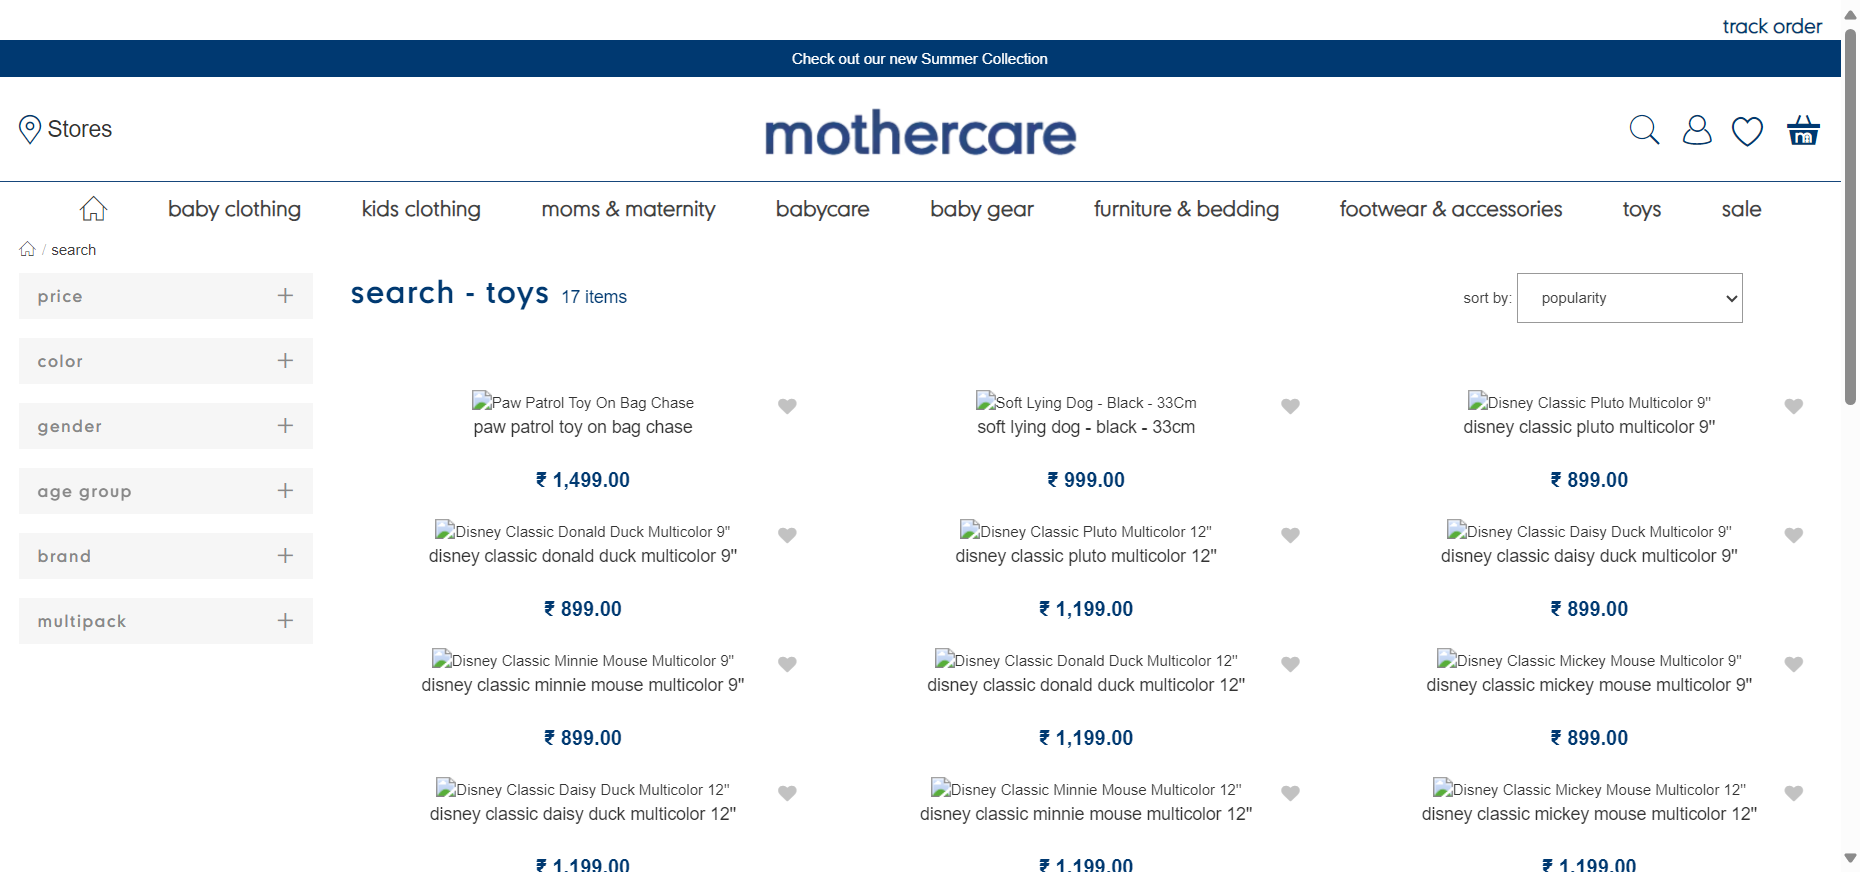 track order
Check out our new Summer Collection
Stores
mothercare
baby clothing kids clothing moms & maternity babycare baby gear furniture & bedding footwear & accessories toys sale
/ search
price
color
gender
age group
brand
multipack
search - toys 17 items
sort by: popularity
Paw Patrol Toy On Bag Chase
paw patrol toy on bag chase
₹ 1,499.00
Soft Lying Dog - Black - 33Cm
soft lying dog - black - 33cm
₹ 999.00
Disney Classic Pluto Multicolor 9"
disney classic pluto multicolor 9"
₹ 899.00
Disney Classic Donald Duck Multicolor 9"
disney classic donald duck multicolor 9"
₹ 899.00
Disney Classic Pluto Multicolor 12"
disney classic pluto multicolor 12"
₹ 1,199.00
Disney Classic Daisy Duck Multicolor 9"
disney classic daisy duck multicolor 9"
₹ 899.00
Disney Classic Minnie Mouse Multicolor 9"
disney classic minnie mouse multicolor 9"
₹ 899.00
Disney Classic Donald Duck Multicolor 12"
disney classic donald duck multicolor 12"
₹ 1,199.00
Disney Classic Mickey Mouse Multicolor 9"
disney classic mickey mouse multicolor 9"
₹ 899.00
Disney Classic Daisy Duck Multicolor 12"
disney classic daisy duck multicolor 12"
₹ 1,199.00
Disney Classic Minnie Mouse Multicolor 12"
disney classic minnie mouse multicolor 12"
₹ 1,199.00
Disney Classic Mickey Mouse Multicolor 12"
disney classic mickey mouse multicolor 12"
₹ 1,199.00